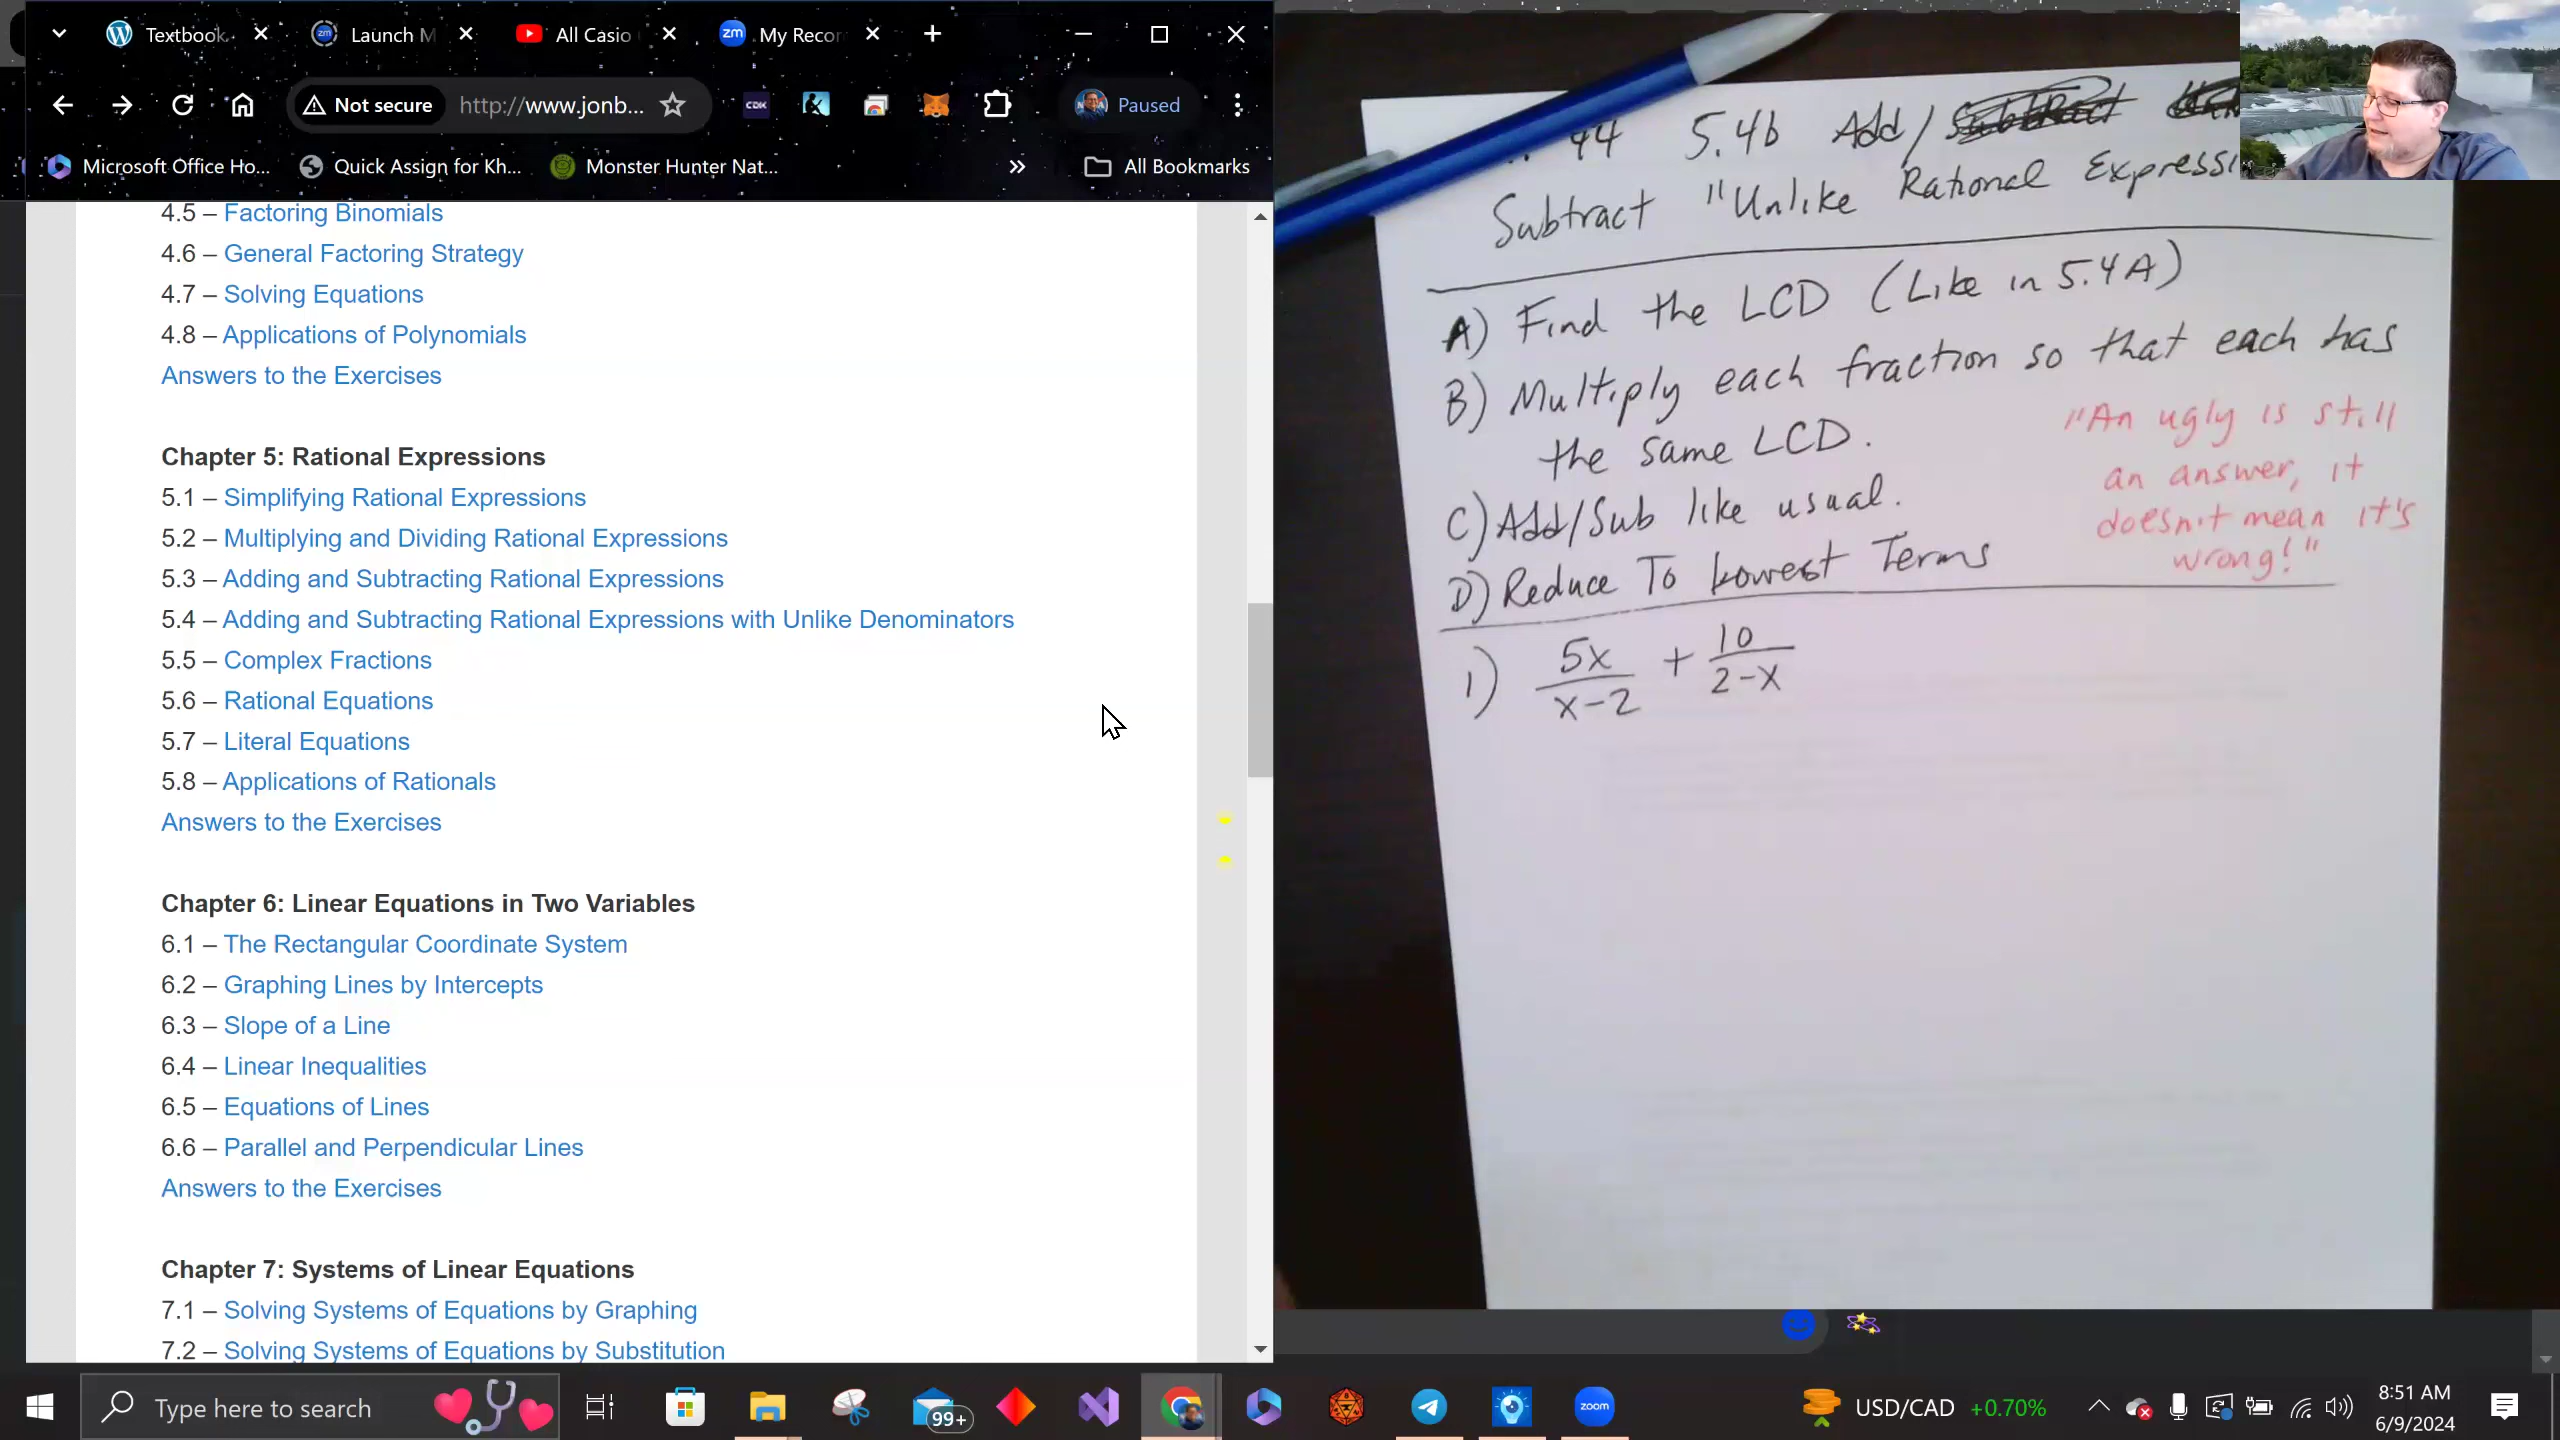 Textbook
Launch M
All Casio
My Recor
Not secure
http://www.jonb...
CDK
Paused
Microsoft Office Ho...
Quick Assign for Kh...
Monster Hunter Nat...
»
All Bookmarks
4.5 – Factoring Binomials
4.6 – General Factoring Strategy
4.7 – Solving Equations
4.8 – Applications of Polynomials
Answers to the Exercises
Chapter 5: Rational Expressions
5.1 – Simplifying Rational Expressions
5.2 – Multiplying and Dividing Rational Expressions
5.3 – Adding and Subtracting Rational Expressions
5.4 – Adding and Subtracting Rational Expressions with Unlike Denominators
5.5 – Complex Fractions
5.6 – Rational Equations
5.7 – Literal Equations
5.8 – Applications of Rationals
Answers to the Exercises
Chapter 6: Linear Equations in Two Variables
6.1 – The Rectangular Coordinate System
6.2 – Graphing Lines by Intercepts
6.3 – Slope of a Line
6.4 – Linear Inequalities
6.5 – Equations of Lines
6.6 – Parallel and Perpendicular Lines
Answers to the Exercises
Chapter 7: Systems of Linear Equations
7.1 – Solving Systems of Equations by Graphing
7.2 – Solving Systems of Equations by Substitution
44 5.4b Add/
Subtract "Unlike Rational Expressi
A) Find the LCD (Like in 5.4A)
B) Multiply each fraction so that each has
the same LCD.
C) Add/Sub like usual.
D) Reduce To Lowest Terms
"An ugly is still
an answer, it
doesn't mean it's
wrong!"
1) 5x/x-2 + 10/2-x
Type here to search
99+
zoom
USD/CAD +0.70%
8:51 AM
6/9/2024